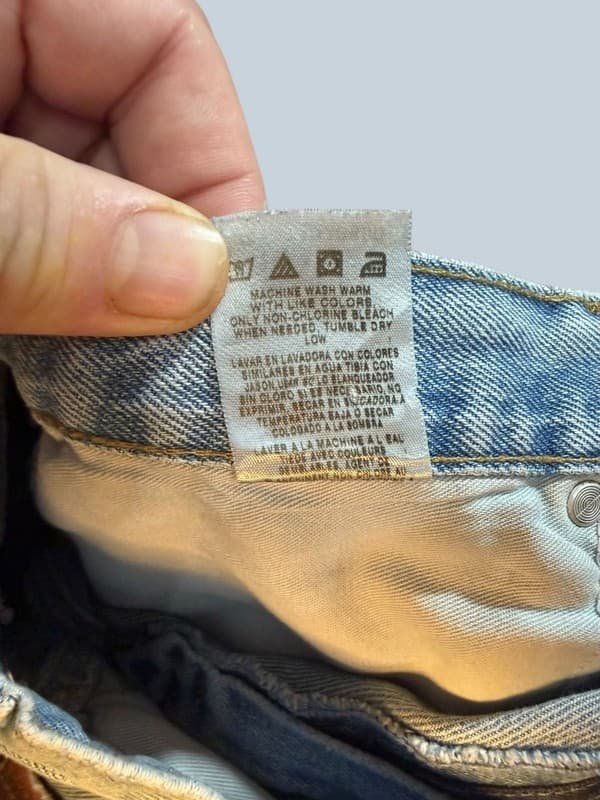 MACHINE WASH WARM
WITH LIKE COLORS
ONLY NON-CHLORINE BLEACH
WHEN NEEDED, TUMBLE DRY
LOW
LAVAR EN LAVADORA CON COLORES
SIMILARES EN AGUA TIBIA CON
SIN CLORO SI ES NECESARIO, NO
EXPRIMIR, SECAR EN
BAJA O SECAR
COLGADO A LA SOMBRA
LAVER A LA MACHINE A L EAU
TIEDE AVEC COULEURS